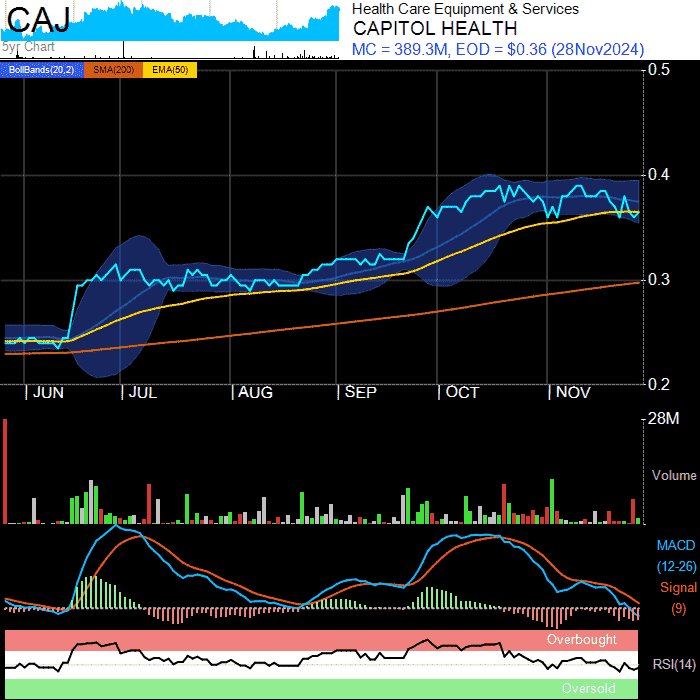 CAJ
5yr Chart
Health Care Equipment & Services
CAPITOL HEALTH
MC = 389.3M, EOD = $0.36 (28Nov2024)
BollBands(20,2) SMA(200) EMA(50)
0.5
0.4
0.3
0.2
JUN JUL AUG SEP OCT NOV
28M
Volume
MACD
(12-26)
Signal
(9)
Overbought
RSI(14)
Oversold